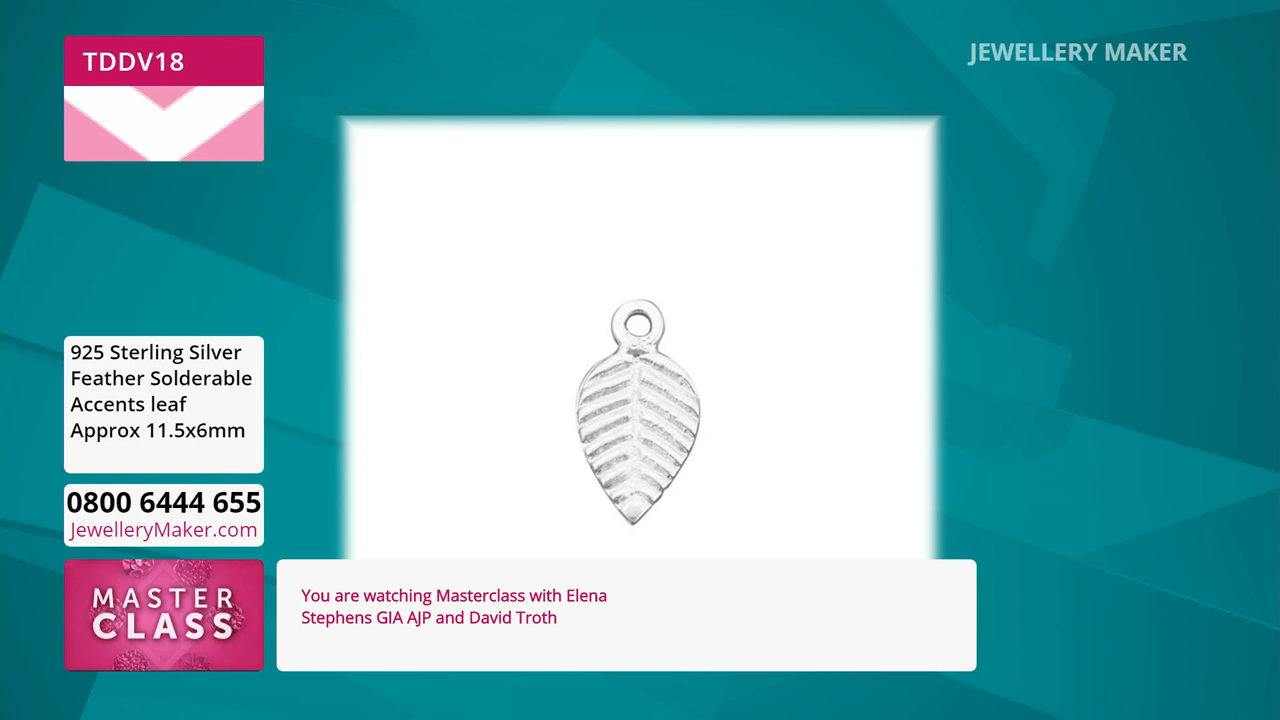 TDDV18
JEWELLERY MAKER
925 Sterling Silver
Feather Solderable
Accents leaf
Approx 11.5x6mm
0800 6444 655
JewelleryMaker.com
MASTER
CLASS
You are watching Masterclass with Elena
Stephens GIA AJP and David Troth